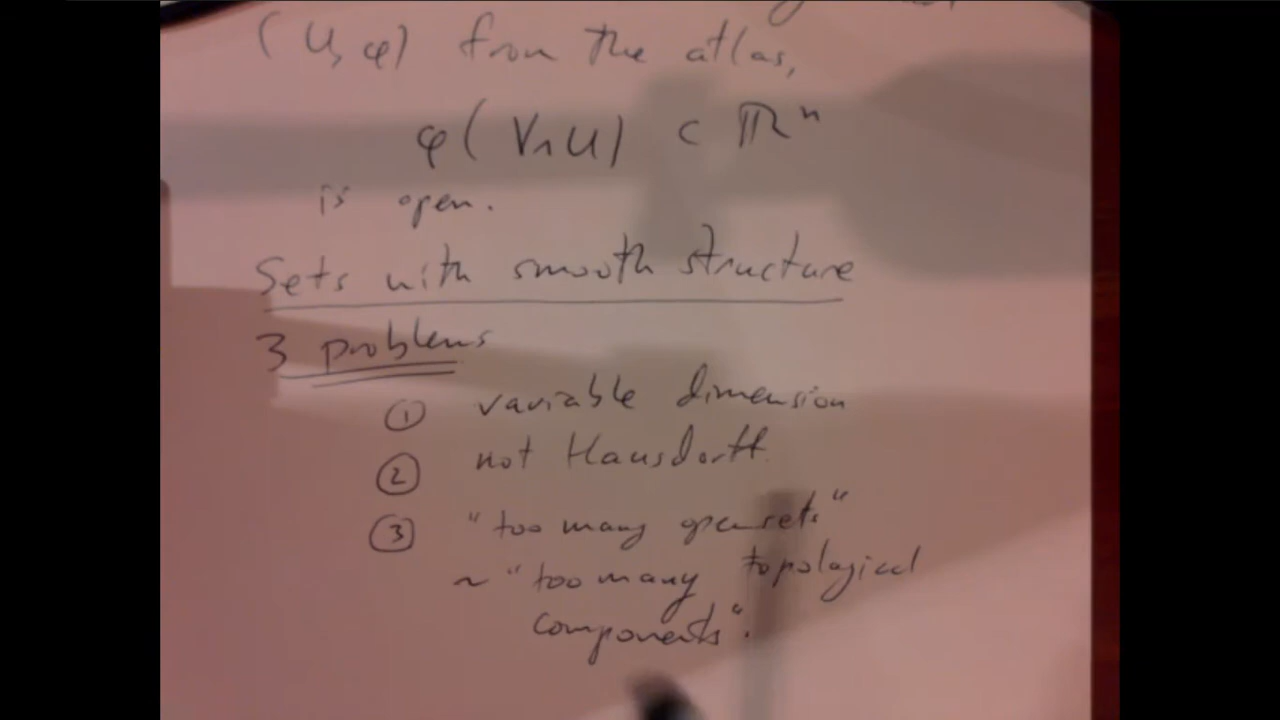 (U, φ) from the atlas,
φ(V∩U) ⊂ ℝⁿ
is open.
Sets with smooth structure
3 problems
① variable dimension
② not Hausdorff.
③ "too many open sets"
~ "too many topological
components".